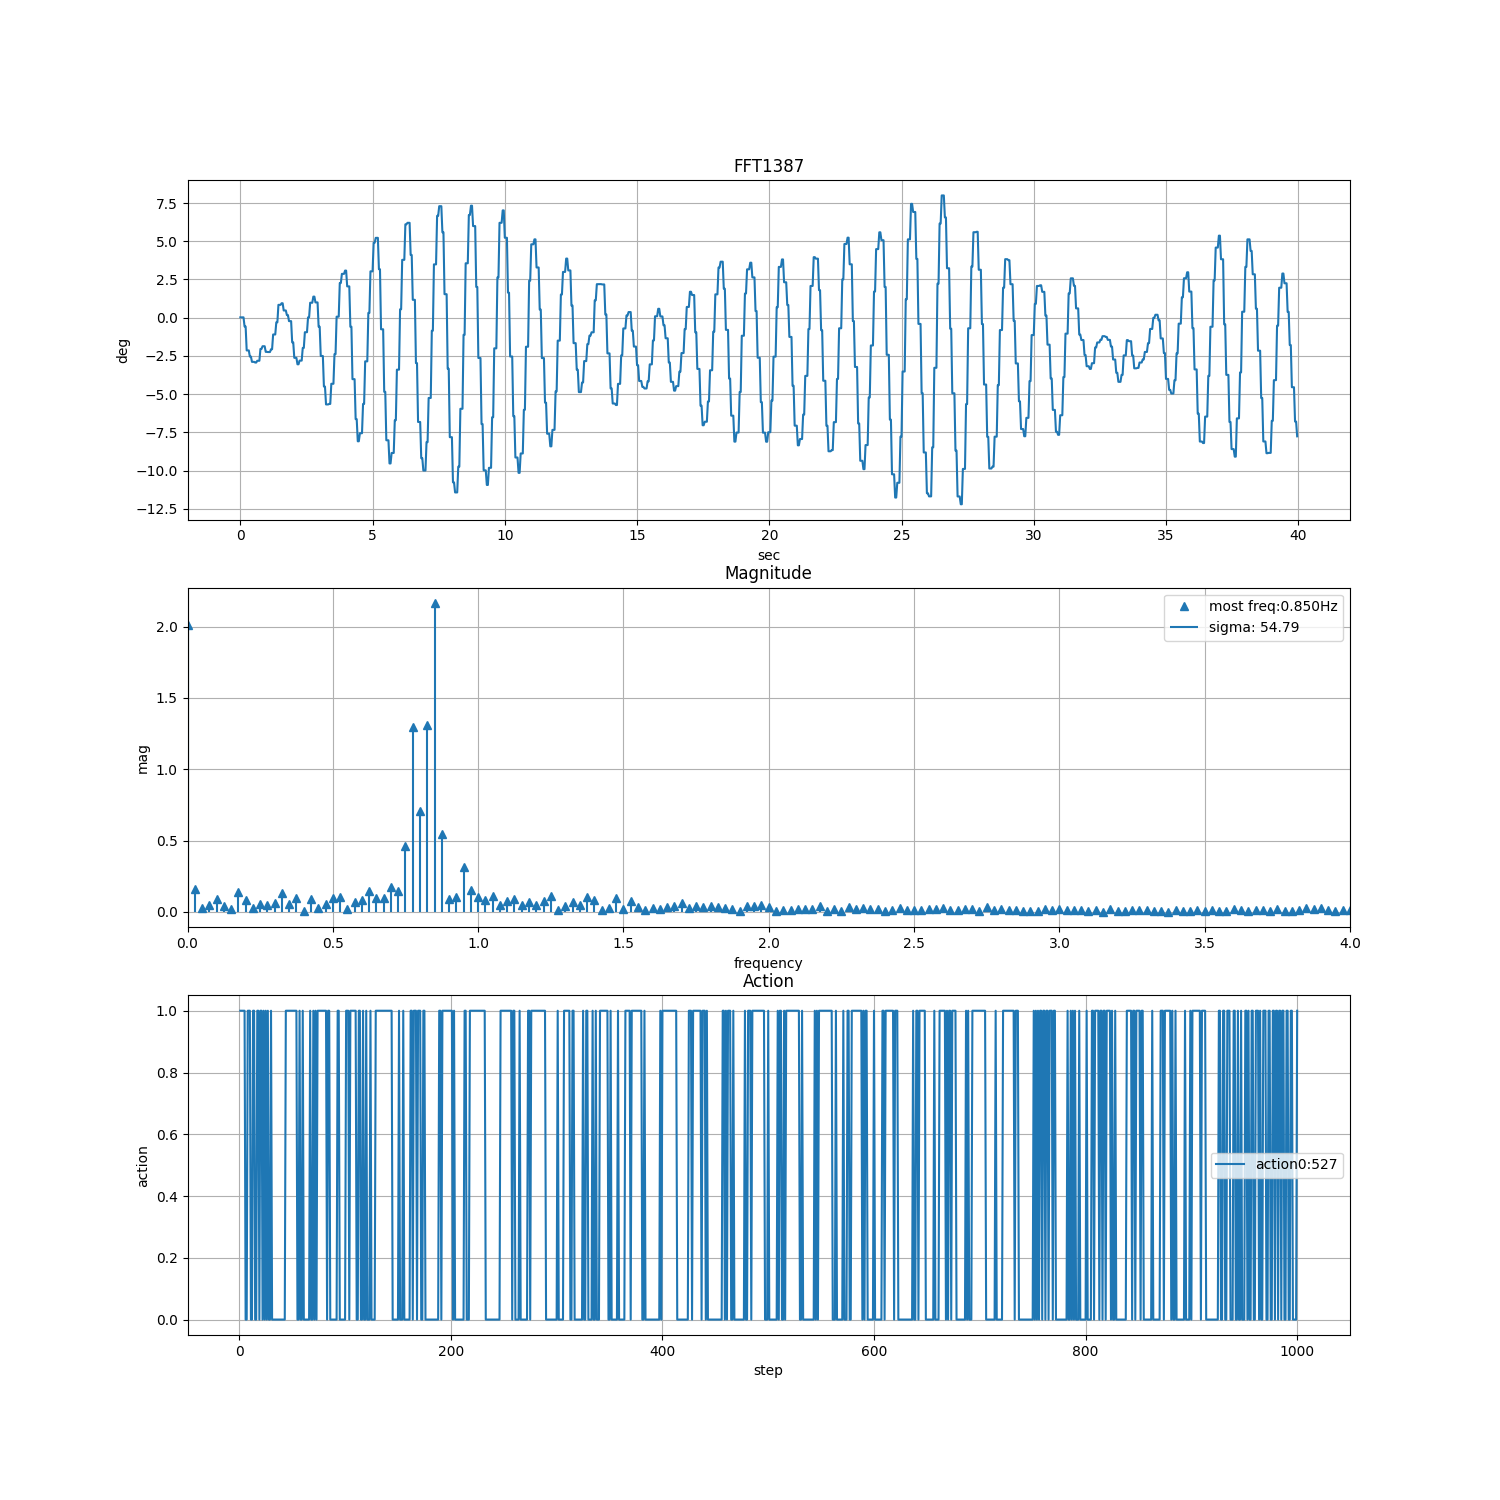 FFT1387
deg
7.5
5.0
2.5
0.0
−2.5
−5.0
−7.5
−10.0
−12.5
0 5 10 15 20 25 30 35 40
sec
Magnitude
mag
2.0
1.5
1.0
0.5
0.0
most freq:0.850Hz
sigma: 54.79
0.0 0.5 1.0 1.5 2.0 2.5 3.0 3.5 4.0
frequency
Action
action
1.0
0.8
0.6
0.4
0.2
0.0
action0:527
0 200 400 600 800 1000
step